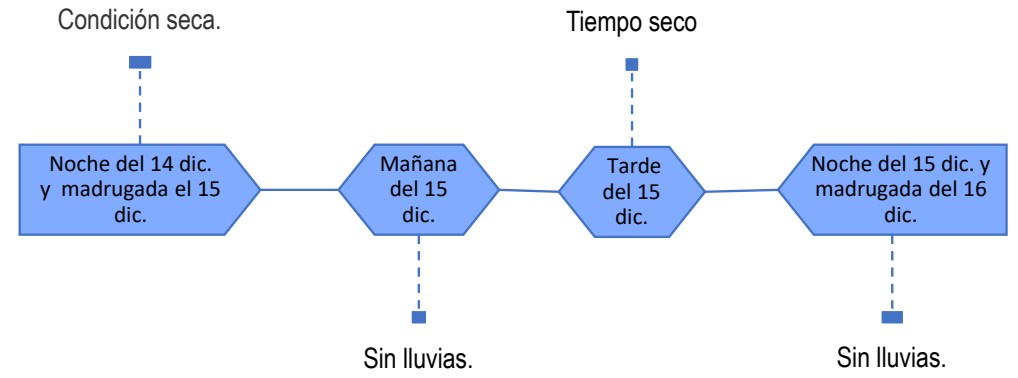 Condición seca.
Tiempo seco
Noche del 14 dic.
y madrugada el 15
dic.
Mañana
del 15
dic.
Tarde
del 15
dic.
Noche del 15 dic. y
madrugada del 16
dic.
Sin lluvias.
Sin lluvias.